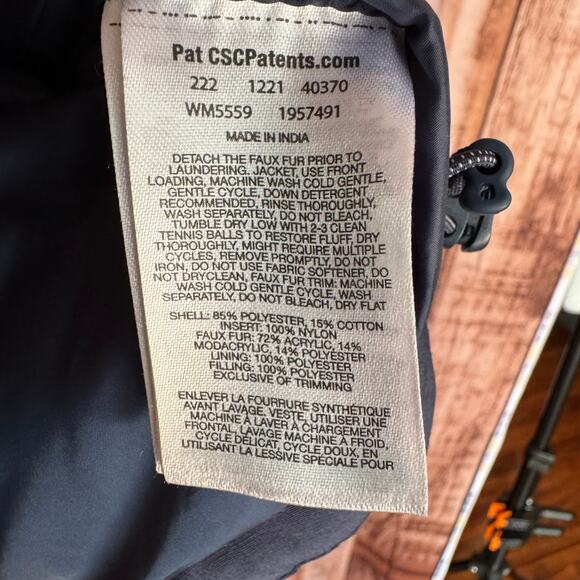 Pat CSCPatents.com
222 1221 40370
WM5559 1957491
MADE IN INDIA
DETACH THE FAUX FUR PRIOR TO
LAUNDERING. JACKET, USE FRONT
LOADING, MACHINE WASH COLD GENTLE,
GENTLE CYCLE, DOWN DETERGENT
RECOMMENDED, RINSE THOROUGHLY,
WASH SEPARATELY, DO NOT BLEACH,
TUMBLE DRY LOW WITH 2-3 CLEAN
TENNIS BALLS TO RESTORE FLUFF, DRY
THOROUGHLY, MIGHT REQUIRE MULTIPLE
CYCLES, REMOVE PROMPTLY, DO NOT
IRON, DO NOT USE FABRIC SOFTENER, DO
NOT DRYCLEAN, FAUX FUR TRIM: MACHINE
WASH COLD GENTLE CYCLE, WASH
SEPARATELY, DO NOT BLEACH, DRY FLAT
SHELL: 85% POLYESTER, 15% COTTON
INSERT: 100% NYLON
FAUX FUR: 72% ACRYLIC, 14%
MODACRYLIC, 14% POLYESTER
LINING: 100% POLYESTER
FILLING: 100% POLYESTER
EXCLUSIVE OF TRIMMING
ENLEVER LA FOURRURE SYNTHÉTIQUE
AVANT LAVAGE. VESTE, UTILISER UNE
MACHINE À LAVER À CHARGEMENT
FRONTAL, LAVAGE MACHINE À FROID,
CYCLE DÉLICAT, CYCLE DOUX, EN
UTILISANT LA LESSIVE SPÉCIALE POUR